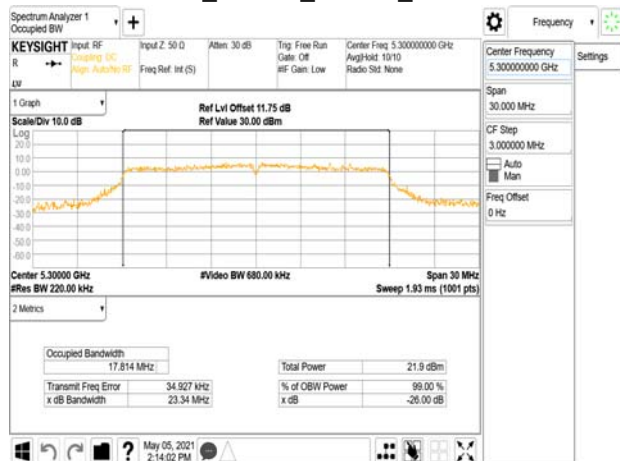 Spectrum Analyzer 1
Occupied BW
Frequency
KEYSIGHT
Input: RF
Coupling: DC
Align: Auto/No RF
Input Z: 50 Ω
Freq Ref: Int (S)
Atten: 30 dB
Trig: Free Run
Gate: Off
#IF Gain: Low
Center Freq: 5.300000000 GHz
Avg|Hold: 10/10
Radio Std: None
R
Center Frequency
5.300000000 GHz
Settings
Span
30.000 MHz
CF Step
3.000000 MHz
Auto
Man
Freq Offset
0 Hz
1 Graph
Scale/Div 10.0 dB
Ref Lvl Offset 11.75 dB
Ref Value 30.00 dBm
Log
20.0
10.0
0.00
-10.0
-20.0
-30.0
-40.0
-50.0
-60.0
Center 5.30000 GHz
#Video BW 680.00 kHz
Span 30 MHz
#Res BW 220.00 kHz
Sweep 1.93 ms (1001 pts)
2 Metrics
Occupied Bandwidth
17.814 MHz
Total Power 21.9 dBm
Transmit Freq Error 34.927 kHz
% of OBW Power 99.00 %
x dB Bandwidth 23.34 MHz
x dB -26.00 dB
?
May 05, 2021
2:14:02 PM